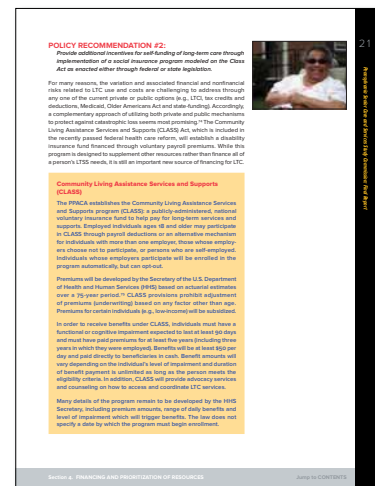 POLICY RECOMMENDATION #2:
Provide additional incentives for self-funding of long-term care through
implementation of a social insurance program modeled on the Class
Act as enacted either through federal or state legislation.
For many reasons, the variation and associated financial and nonfinancial
risks related to LTC use and costs are challenging to address through
any one of the current private or public options (e.g., LTCI, tax credits and
deductions, Medicaid, Older Americans Act and state-funding). Accordingly,
a complementary approach of utilizing both private and public mechanisms
to protect against catastrophic loss seems most promising. The Community
Living Assistance Services and Supports (CLASS) Act, which is included in
the recently passed federal health care reform, will establish a disability
insurance fund financed through voluntary payroll premiums. While this
program is designed to supplement other resources rather than finance all of
a person's LTSS needs, it is still an important new source of financing for LTC.
Community Living Assistance Services and Supports
(CLASS)
The PPACA establishes the Community Living Assistance Services
and Supports program (CLASS): a publicly-administered, national
voluntary insurance fund to help pay for long-term services and
supports. Employed individuals ages 18 and older may participate
in CLASS through payroll deductions or an alternative mechanism
for individuals with more than one employer, those whose employ-
ers choose not to participate, or persons who are self-employed.
Individuals whose employers participate will be enrolled in the
program automatically, but can opt-out.
Premiums will be developed by the Secretary of the U.S. Department
of Health and Human Services (HHS) based on actuarial estimates
over a 75-year period. CLASS provisions prohibit adjustment
of premiums (underwriting) based on any factor other than age.
Premiums for certain individuals (e.g., low-income) will be subsidized.
In order to receive benefits under CLASS, individuals must have a
functional or cognitive impairment expected to last at least 90 days
and must have paid premiums for at least five years (including three
years in which they were employed). Benefits will be at least $50 per
day and paid directly to beneficiaries in cash. Benefit amounts will
vary depending on the individual's level of impairment and duration
of benefit payment is unlimited as long as the person meets the
eligibility criteria. In addition, CLASS will provide advocacy services
and counseling on how to access and coordinate LTC services.
Many details of the program remain to be developed by the HHS
Secretary, including premium amounts, range of daily benefits and
level of impairment which will trigger benefits. The law does not
specify a date by which the program must begin enrollment.
21
Pennsylvania Senior Care and Services Study Commission: Final Report
Section 4. FINANCING AND PRIORITIZATION OF RESOURCES
Jump to CONTENTS